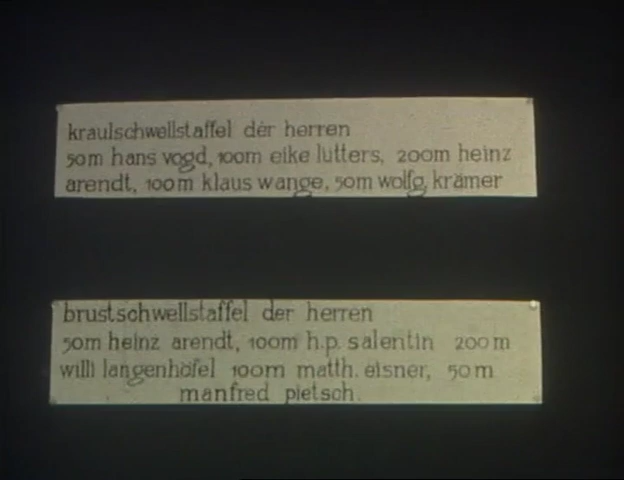 kraulschwellstaffel der herren
50m hans vogd, 100m eike lutters, 200m heinz
arendt, 100m klaus wange, 50m wolfg. krämer
brustschwellstaffel der herren
50m heinz arendt, 100m h.p. salentin 200m
willi langenhöfel 100m matth. eisner, 50m
manfred pietsch.